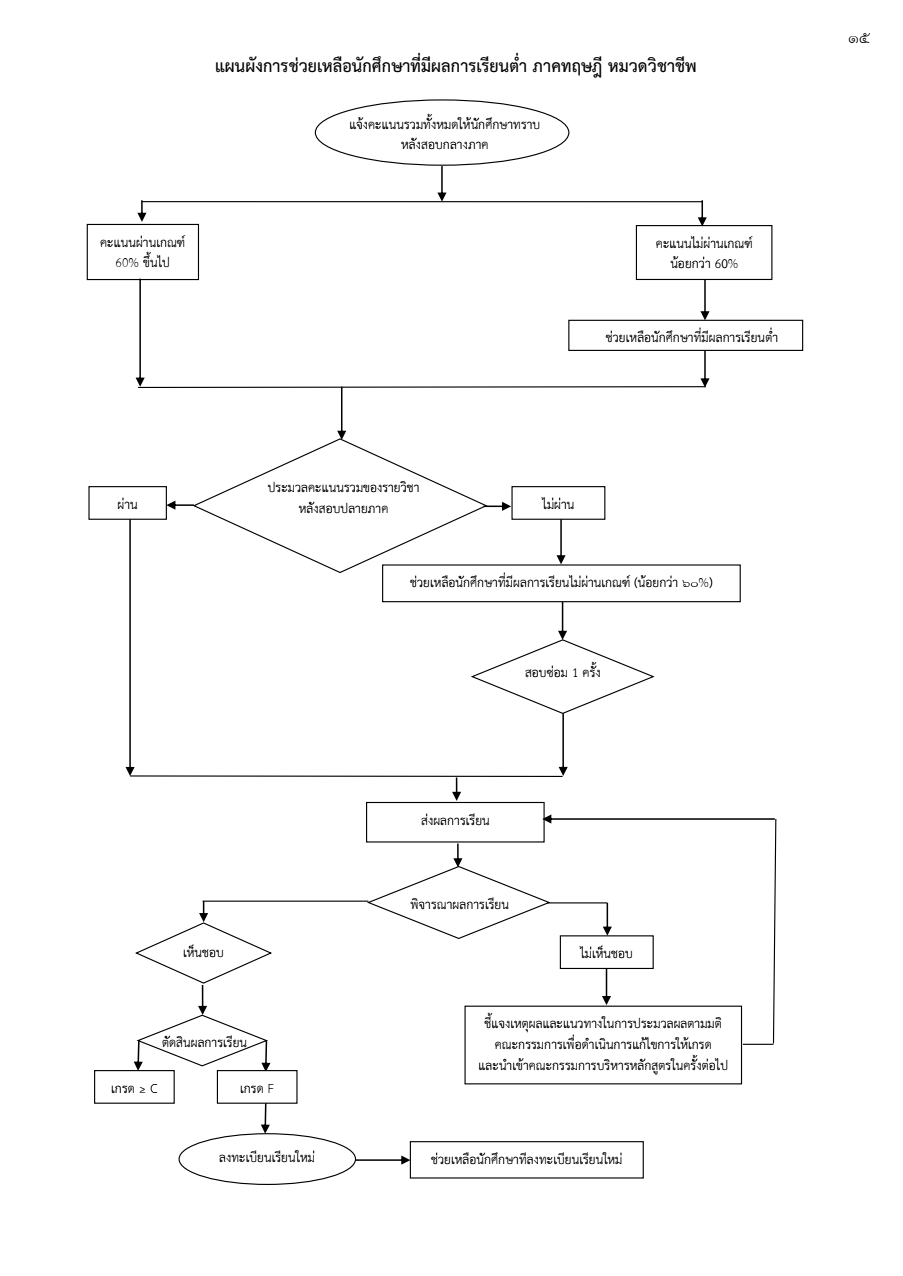 ๑๕
แผนผังการช่วยเหลือนักศึกษาที่มีผลการเรียนต่ำ ภาคทฤษฎี หมวดวิชาชีพ
แจ้งคะแนนรวมทั้งหมดให้นักศึกษาทราบ
หลังสอบกลางภาค
คะแนนผ่านเกณฑ์
60% ขึ้นไป
คะแนนไม่ผ่านเกณฑ์
น้อยกว่า 60%
ช่วยเหลือนักศึกษาที่มีผลการเรียนต่ำ
ประมวลคะแนนรวมของรายวิชา
หลังสอบปลายภาค
ผ่าน
ไม่ผ่าน
ช่วยเหลือนักศึกษาที่มีผลการเรียนไม่ผ่านเกณฑ์ (น้อยกว่า ๖๐%)
สอบซ่อม 1 ครั้ง
ส่งผลการเรียน
พิจารณาผลการเรียน
เห็นชอบ
ไม่เห็นชอบ
ชี้แจงเหตุผลและแนวทางในการประมวลผลตามมติ
คณะกรรมการเพื่อดำเนินการแก้ไขการให้เกรด
และนำเข้าคณะกรรมการบริหารหลักสูตรในครั้งต่อไป
ตัดสินผลการเรียน
เกรด ≥ C
เกรด F
ลงทะเบียนเรียนใหม่
ช่วยเหลือนักศึกษาที่ลงทะเบียนเรียนใหม่